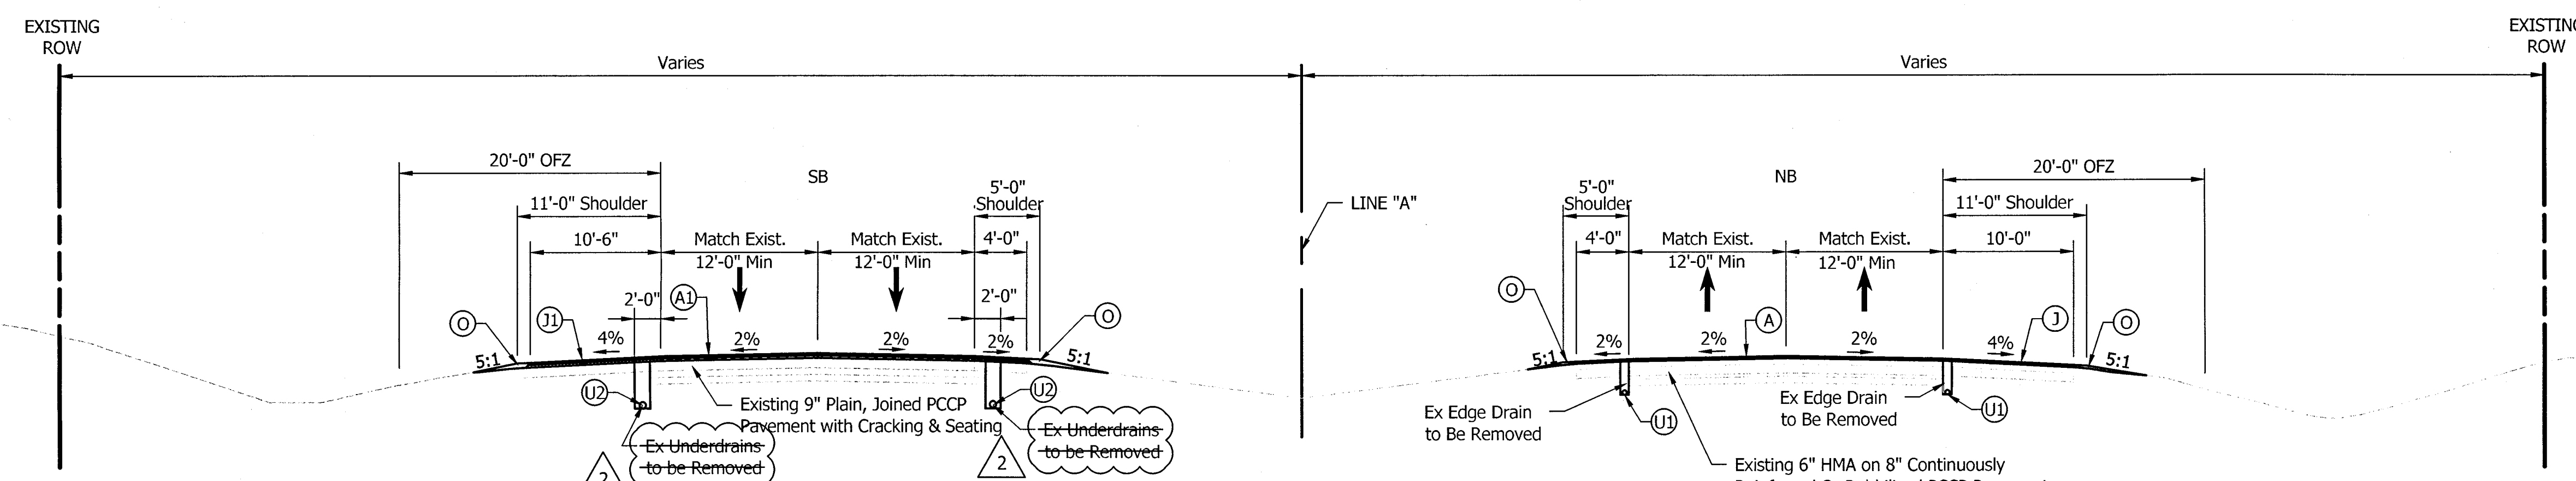 EXISTING
ROW
EXISTING
ROW
Varies
Varies
20'-0" OFZ
SB
5'-0"
Shoulder
11'-0" Shoulder
10'-6"
Match Exist.
12'-0" Min
Match Exist.
12'-0" Min
4'-0"
2'-0"
A1
2'-0"
O
J1
4%
2%
2%
2%
O
5:1
5:1
U2
U2
Existing 9" Plain, Joined PCCP
Pavement with Cracking & Seating
Ex Underdrains
to be Removed
2
Ex Underdrains
to be Removed
2
LINE "A"
NB
20'-0" OFZ
5'-0"
Shoulder
11'-0" Shoulder
4'-0"
Match Exist.
12'-0" Min
Match Exist.
12'-0" Min
10'-0"
O
A
J
O
2%
2%
2%
4%
5:1
5:1
Ex Edge Drain
to Be Removed
U1
Ex Edge Drain
to Be Removed
U1
Existing 6" HMA on 8" Continuously